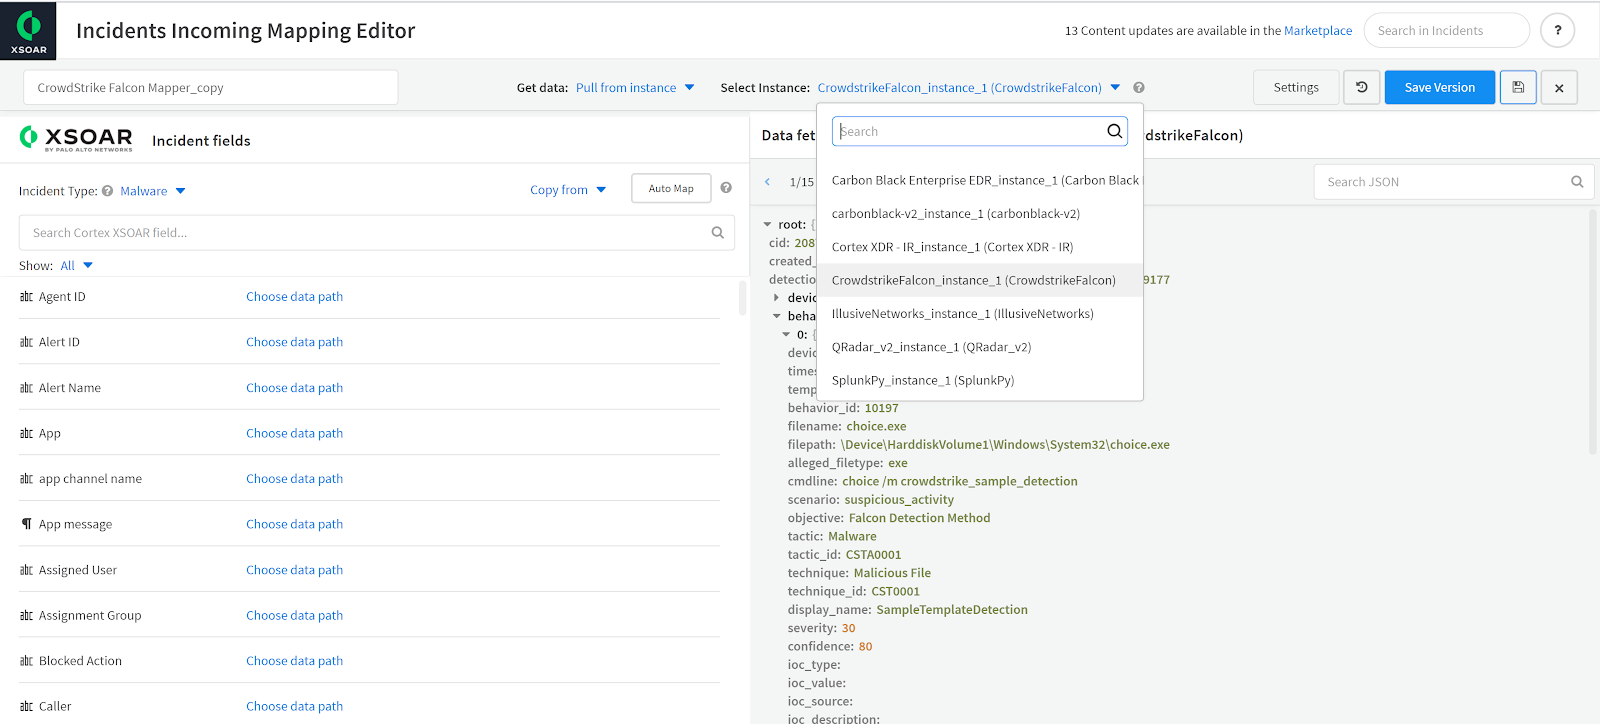 XSOAR
Incidents Incoming Mapping Editor
13 Content updates are available in the Marketplace
Search in Incidents
?
CrowdStrike Falcon Mapper_copy
Get data: Pull from instance
Select Instance: CrowdstrikeFalcon_instance_1 (CrowdstrikeFalcon)
?
Settings
Save Version
XSOAR
BY PALO ALTO NETWORKS
Incident fields
Incident Type: ? Malware
Copy from
Auto Map
?
Search Cortex XSOAR field...
Show: All
abc Agent ID Choose data path
abc Alert ID Choose data path
abc Alert Name Choose data path
abc App Choose data path
abc app channel name Choose data path
¶ App message Choose data path
abc Assigned User Choose data path
abc Assignment Group Choose data path
abc Blocked Action Choose data path
abc Caller Choose data path
Search
Carbon Black Enterprise EDR_instance_1 (Carbon Black
carbonblack-v2_instance_1 (carbonblack-v2)
Cortex XDR - IR_instance_1 (Cortex XDR - IR)
CrowdstrikeFalcon_instance_1 (CrowdstrikeFalcon)
IllusiveNetworks_instance_1 (IllusiveNetworks)
QRadar_v2_instance_1 (QRadar_v2)
SplunkPy_instance_1 (SplunkPy)
Data fet dstrikeFalcon)
1/15
Search JSON
root: {
cid: 208
created_
detectio 9177
devic
beha
0: {
devic
times
temp
behavior_id: 10197
filename: choice.exe
filepath: \Device\HarddiskVolume1\Windows\System32\choice.exe
alleged_filetype: exe
cmdline: choice /m crowdstrike_sample_detection
scenario: suspicious_activity
objective: Falcon Detection Method
tactic: Malware
tactic_id: CSTA0001
technique: Malicious File
technique_id: CST0001
display_name: SampleTemplateDetection
severity: 30
confidence: 80
ioc_type:
ioc_value:
ioc_source:
ioc_description: